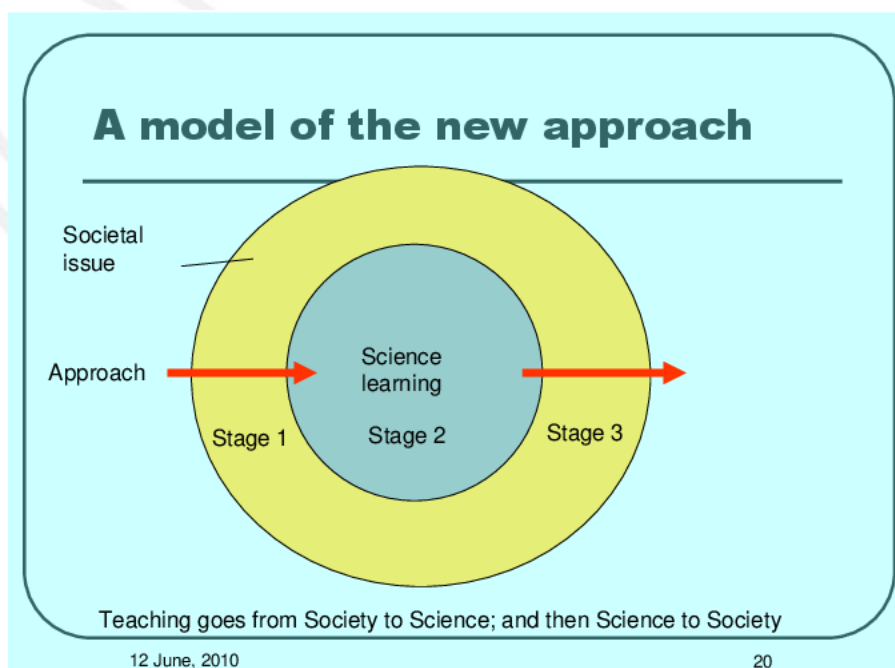 A model of the new approach
Societal
issue
Approach
Science
learning
Stage 1
Stage 2
Stage 3
Teaching goes from Society to Science; and then Science to Society
12 June, 2010
20